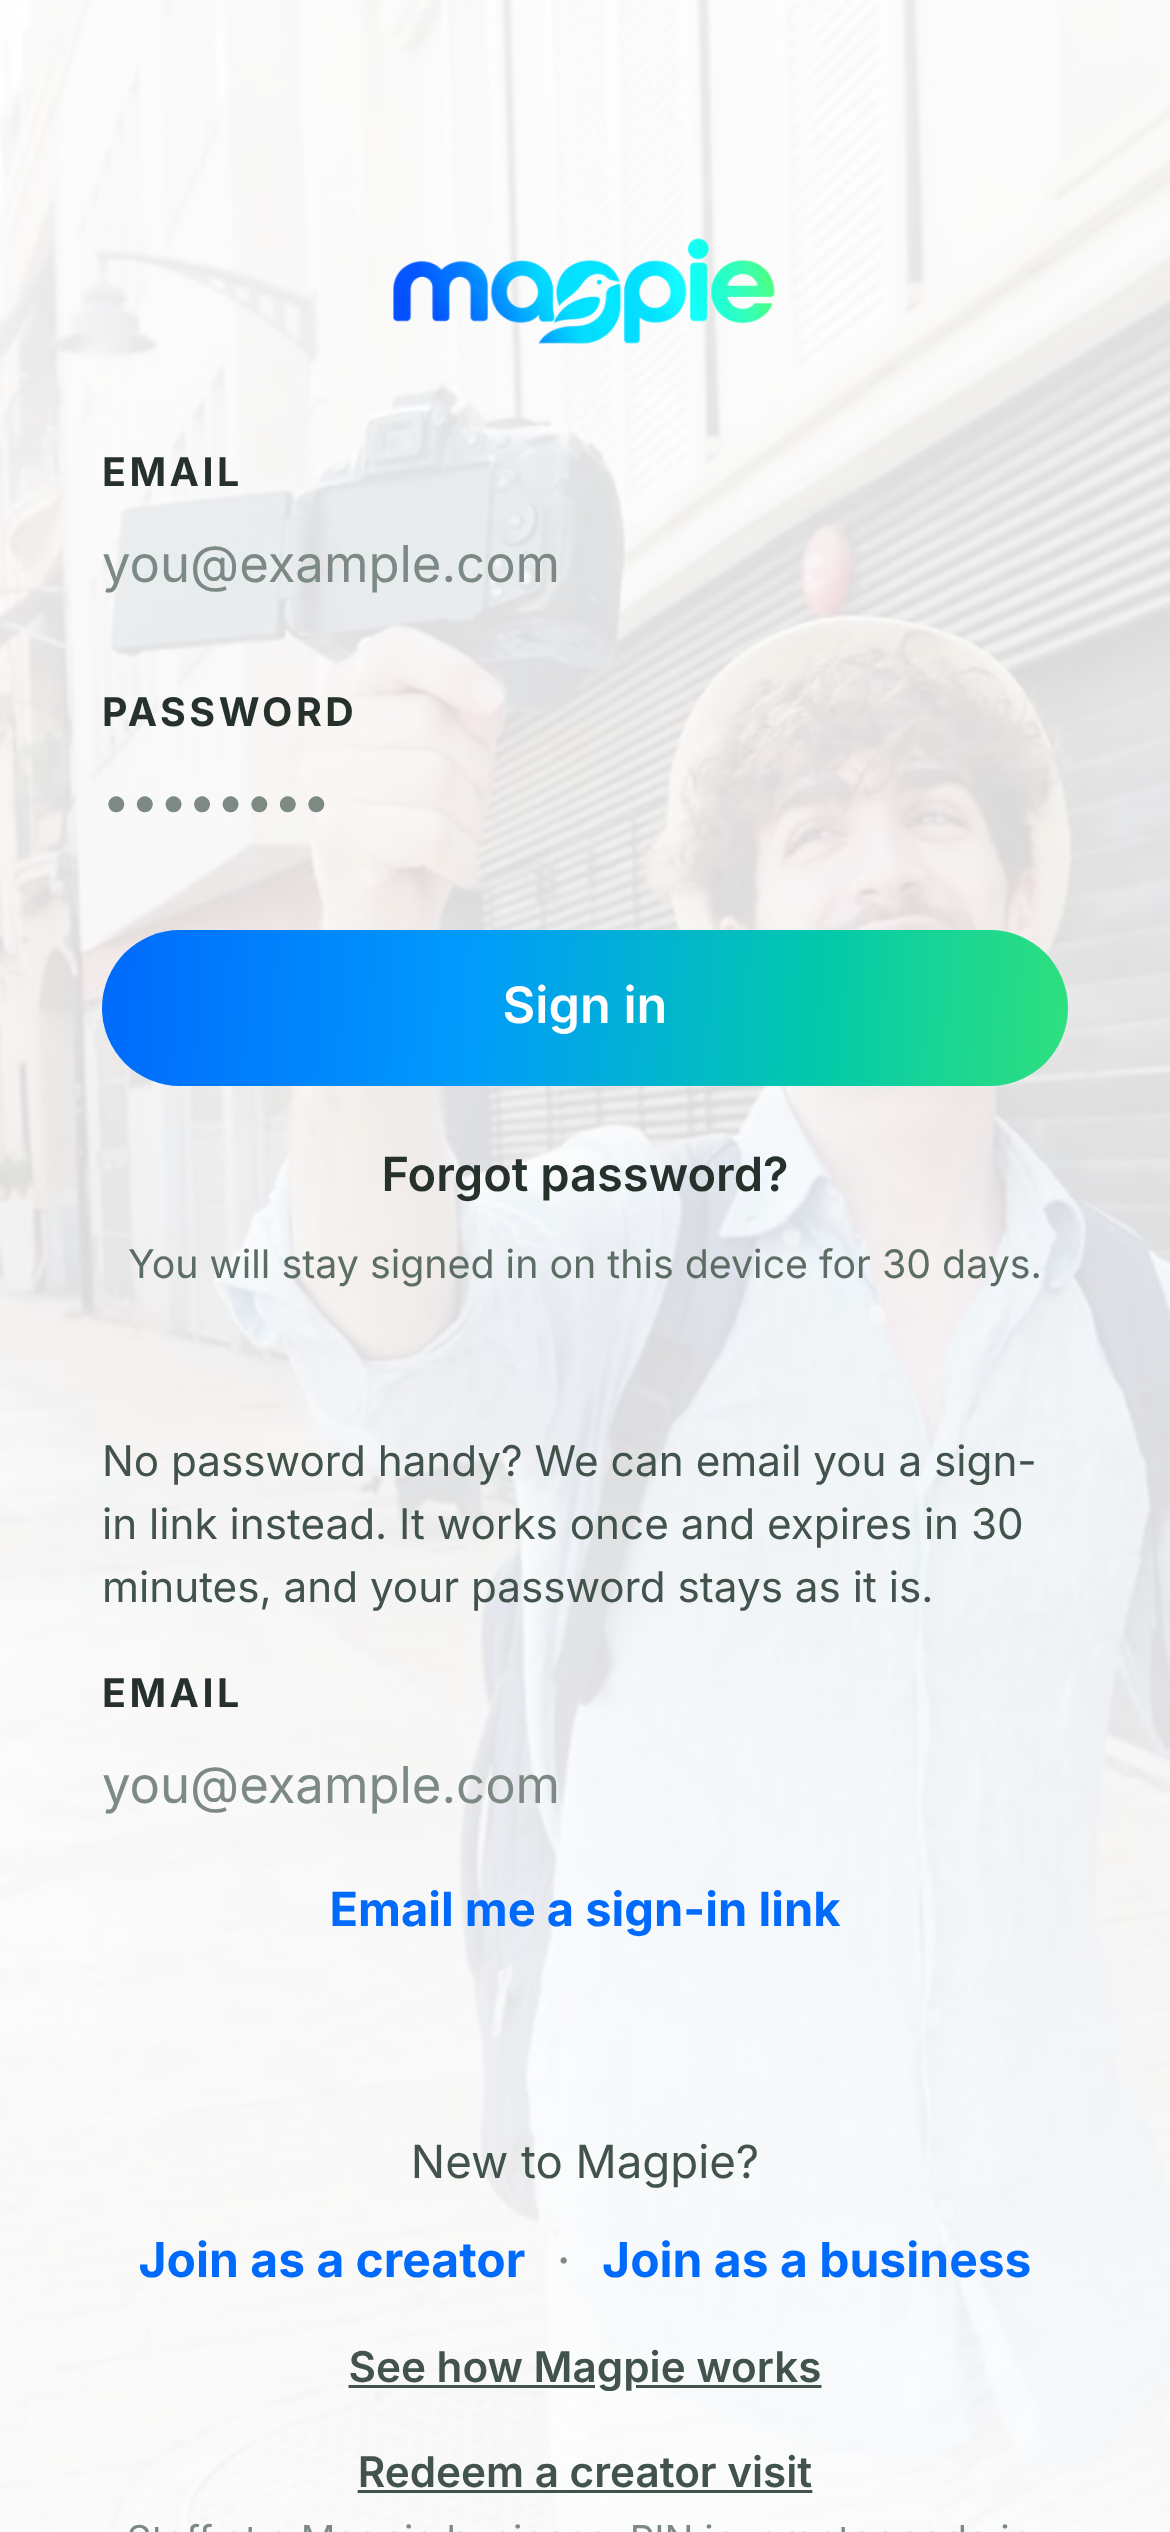 magpie
EMAIL
you@example.com
PASSWORD
••••••••
Sign in
Forgot password?
You will stay signed in on this device for 30 days.
No password handy? We can email you a sign-
in link instead. It works once and expires in 30
minutes, and your password stays as it is.
EMAIL
you@example.com
Email me a sign-in link
New to Magpie?
Join as a creator · Join as a business
See how Magpie works
Redeem a creator visit